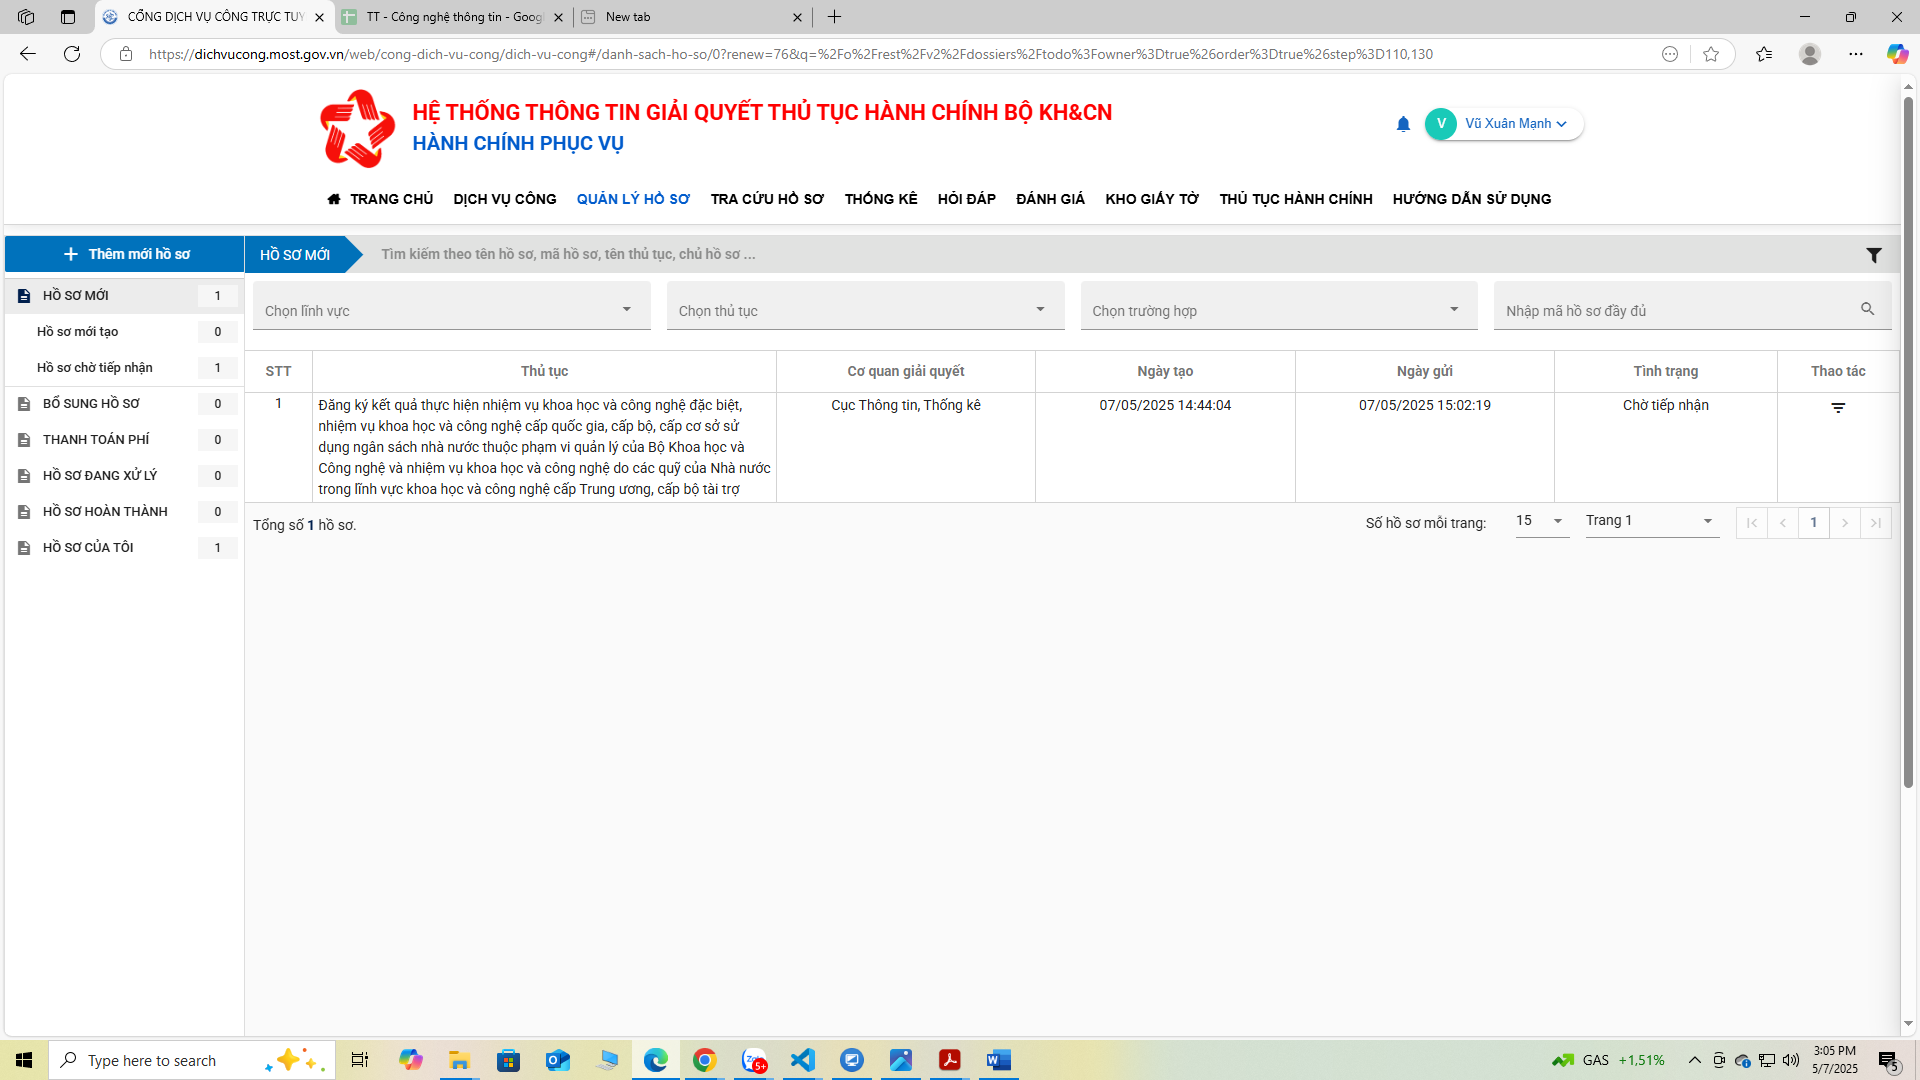 CỔNG DỊCH VỤ CÔNG TRỰC TUY
TT - Công nghệ thông tin - Goog
New tab
https://dichvucong.most.gov.vn/web/cong-dich-vu-cong/dich-vu-cong#/danh-sach-ho-so/0?renew=76&q=%2Fo%2Frest%2Fv2%2Fdossiers%2Ftodo%3Fowner%3Dtrue%26order%3Dtrue%26step%3D110,130
HỆ THỐNG THÔNG TIN GIẢI QUYẾT THỦ TỤC HÀNH CHÍNH BỘ KH&CN
HÀNH CHÍNH PHỤC VỤ
V Vũ Xuân Mạnh
TRANG CHỦ DỊCH VỤ CÔNG QUẢN LÝ HỒ SƠ TRA CỨU HỒ SƠ THỐNG KÊ HỎI ĐÁP ĐÁNH GIÁ KHO GIẤY TỜ THỦ TỤC HÀNH CHÍNH HƯỚNG DẪN SỬ DỤNG
Thêm mới hồ sơ
HỒ SƠ MỚI 1
Hồ sơ mới tạo 0
Hồ sơ chờ tiếp nhận 1
BỔ SUNG HỒ SƠ 0
THANH TOÁN PHÍ 0
HỒ SƠ ĐANG XỬ LÝ 0
HỒ SƠ HOÀN THÀNH 0
HỒ SƠ CỦA TÔI 1
HỒ SƠ MỚI Tìm kiếm theo tên hồ sơ, mã hồ sơ, tên thủ tục, chủ hồ sơ ...
Chọn lĩnh vực Chọn thủ tục Chọn trường hợp Nhập mã hồ sơ đầy đủ
STT Thủ tục Cơ quan giải quyết Ngày tạo Ngày gửi Tình trạng Thao tác
1 Đăng ký kết quả thực hiện nhiệm vụ khoa học và công nghệ đặc biệt, Cục Thông tin, Thống kê 07/05/2025 14:44:04 07/05/2025 15:02:19 Chờ tiếp nhận
nhiệm vụ khoa học và công nghệ cấp quốc gia, cấp bộ, cấp cơ sở sử
dụng ngân sách nhà nước thuộc phạm vi quản lý của Bộ Khoa học và
Công nghệ và nhiệm vụ khoa học và công nghệ do các quỹ của Nhà nước
trong lĩnh vực khoa học và công nghệ cấp Trung ương, cấp bộ tài trợ
Tổng số 1 hồ sơ. Số hồ sơ mỗi trang: 15 Trang 1 1
Type here to search
Zalo
5+
GAS +1,51%
3:05 PM
5/7/2025
5